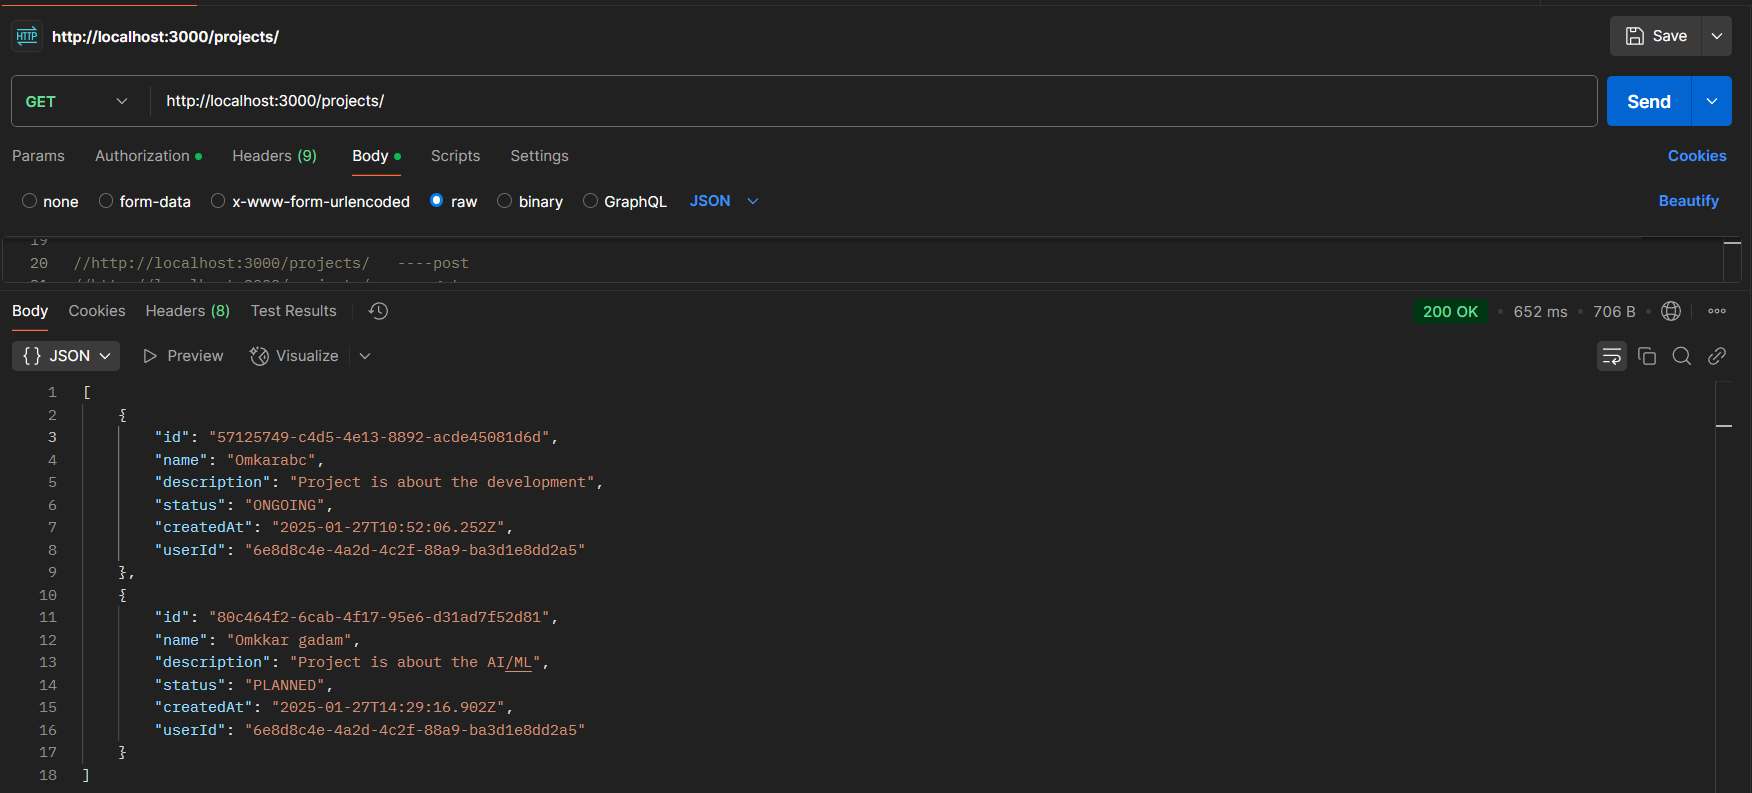 HTTP http://localhost:3000/projects/ Save
GET http://localhost:3000/projects/ Send
Params Authorization Headers (9) Body Scripts Settings Cookies
none form-data x-www-form-urlencoded raw binary GraphQL JSON Beautify
19
20 //http://localhost:3000/projects/ ----post
Body Cookies Headers (8) Test Results 200 OK 652 ms 706 B
{} JSON Preview Visualize
1 [
2 {
3 "id": "57125749-c4d5-4e13-8892-acde45081d6d",
4 "name": "Omkarabc",
5 "description": "Project is about the development",
6 "status": "ONGOING",
7 "createdAt": "2025-01-27T10:52:06.252Z",
8 "userId": "6e8d8c4e-4a2d-4c2f-88a9-ba3d1e8dd2a5"
9 },
10 {
11 "id": "80c464f2-6cab-4f17-95e6-d31ad7f52d81",
12 "name": "Omkkar gadam",
13 "description": "Project is about the AI/ML",
14 "status": "PLANNED",
15 "createdAt": "2025-01-27T14:29:16.902Z",
16 "userId": "6e8d8c4e-4a2d-4c2f-88a9-ba3d1e8dd2a5"
17 }
18 ]